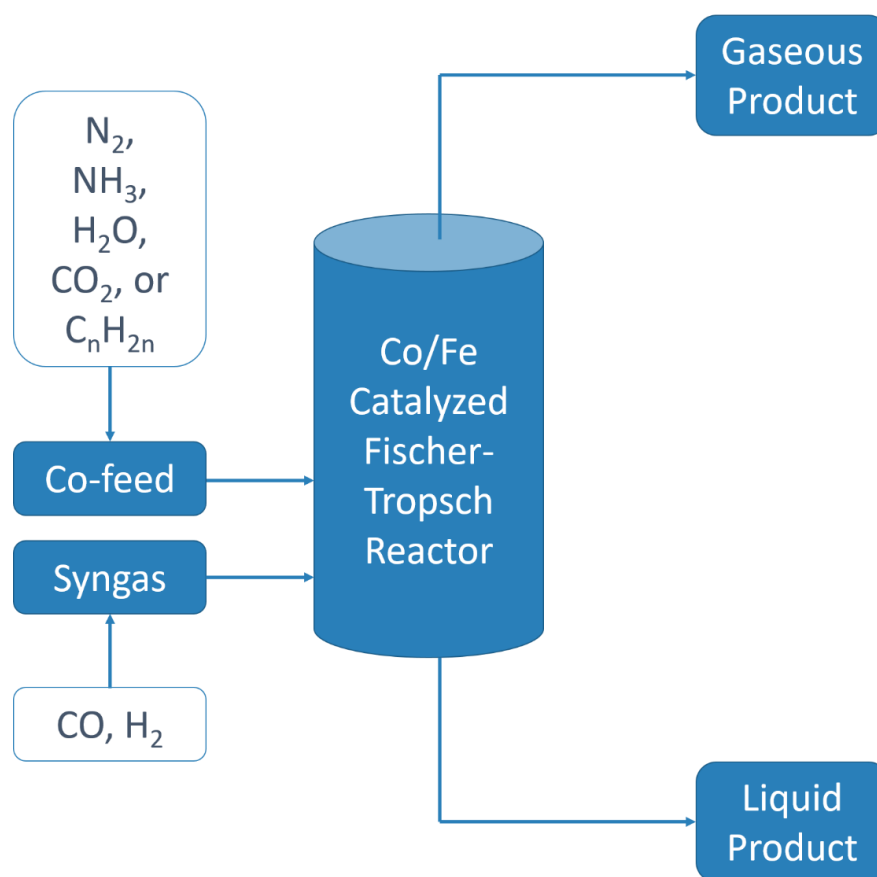 Gaseous
Product
N₂,
NH₃,
H₂O,
CO₂, or
CₙH₂ₙ
Co/Fe
Catalyzed
Fischer-
Tropsch
Reactor
Co-feed
Syngas
CO, H₂
Liquid
Product